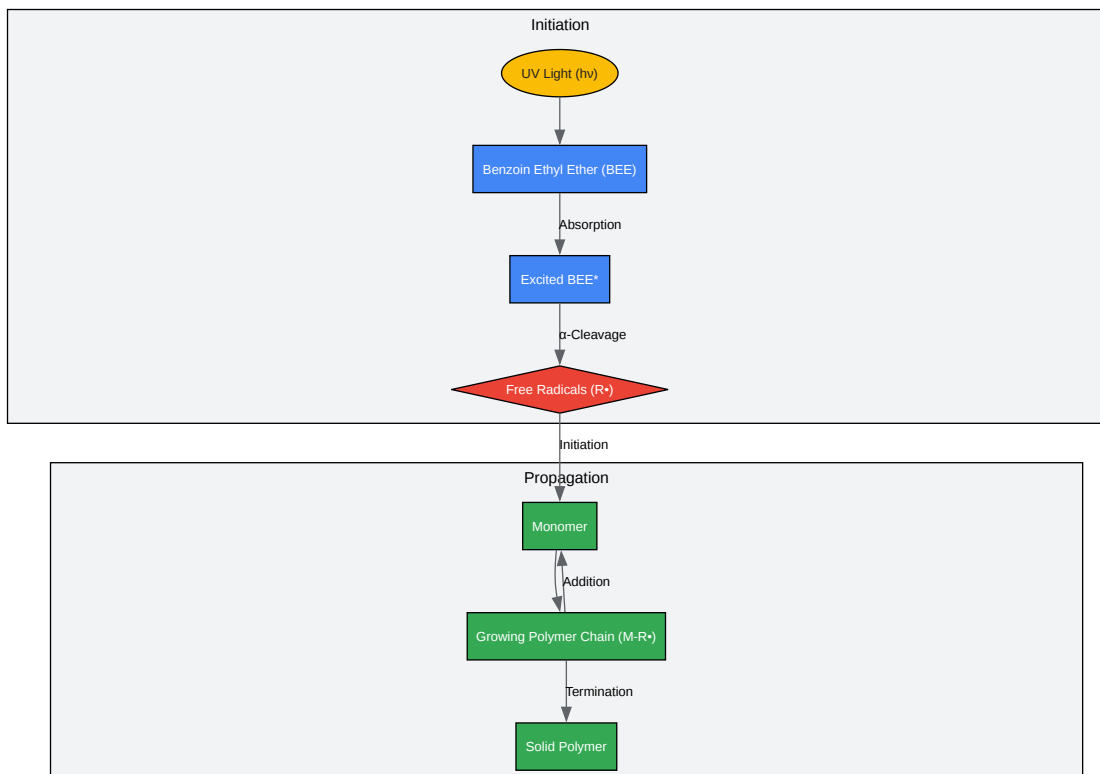 Initiation
UV Light (hν)
Benzoin Ethyl Ether (BEE)
Absorption
Excited BEE*
α-Cleavage
Free Radicals (R•)
Initiation
Propagation
Monomer
Addition
Growing Polymer Chain (M-R•)
Termination
Solid Polymer